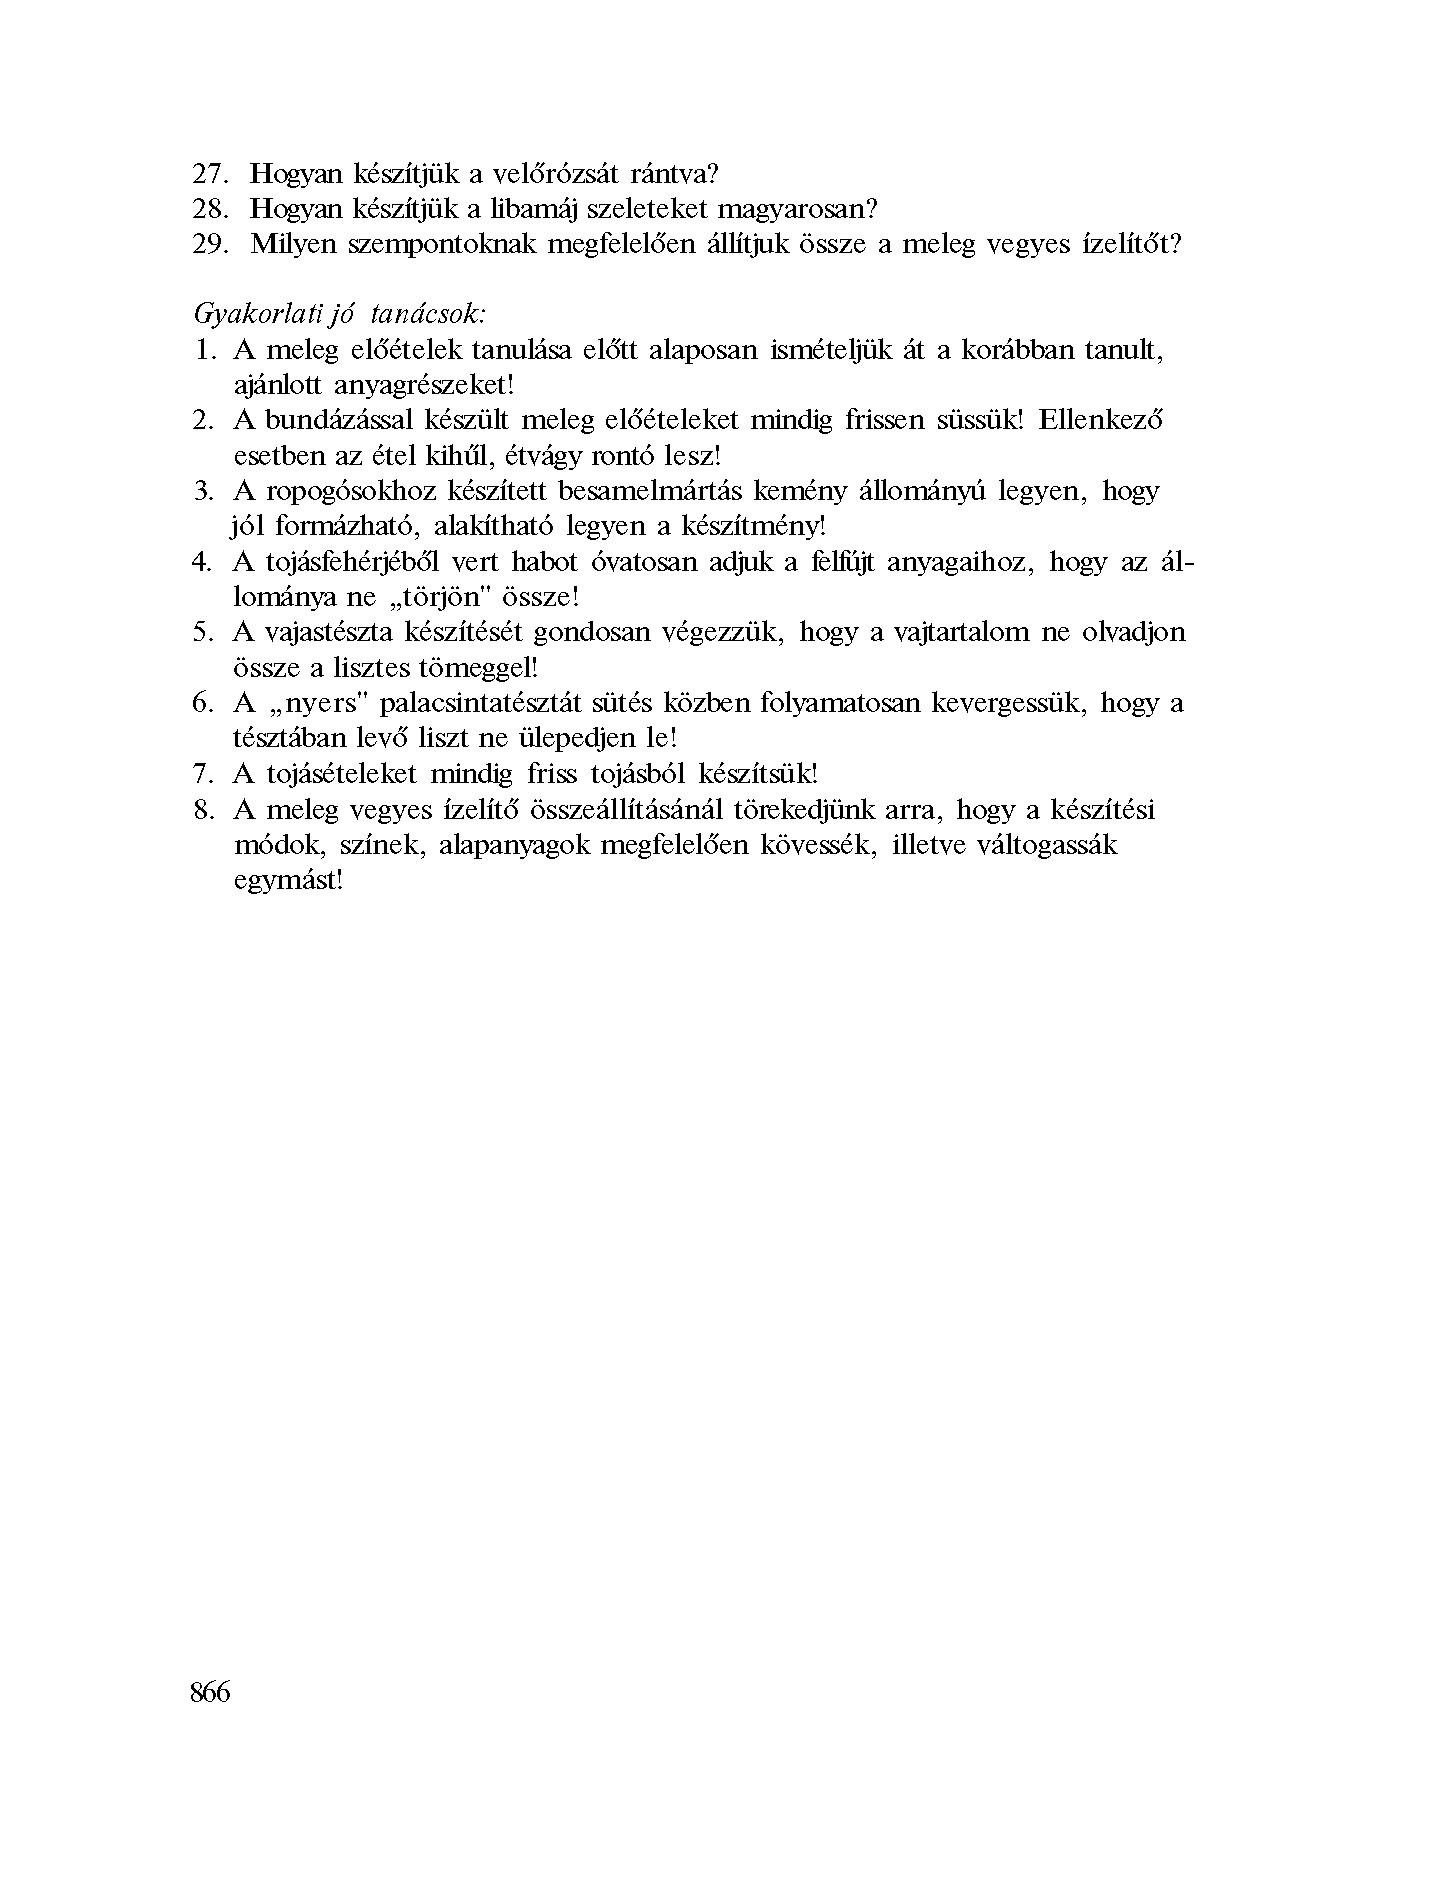 27. Hogyan készítjük a velőrózsát rántva?
28. Hogyan készítjük a libamáj szeleteket magyarosan?
29. Milyen szempontoknak megfelelően állítjuk össze a meleg vegyes ízelítőt?
Gyakorlati jó tanácsok:
1. A meleg előételek tanulása előtt alaposan ismételjük át a korábban tanult,
ajánlott anyagrészeket!
2. A bundázással készült meleg előételeket mindig frissen süssük! Ellenkező
esetben az étel kihűl, étvágy rontó lesz!
3. A ropogósokhoz készített besamelmártás kemény állományú legyen, hogy
jól formázható, alakítható legyen a készítmény!
4. A tojásfehérjéből vert habot óvatosan adjuk a felfújt anyagaihoz, hogy az ál-
lománya ne „törjön" össze!
5. A vajastészta készítését gondosan végezzük, hogy a vajtartalom ne olvadjon
össze a lisztes tömeggel!
6. A „nyers" palacsintatésztát sütés közben folyamatosan kevergessük, hogy a
tésztában levő liszt ne ülepedjen le!
7. A tojásételeket mindig friss tojásból készítsük!
8. A meleg vegyes ízelítő összeállításánál törekedjünk arra, hogy a készítési
módok, színek, alapanyagok megfelelően kövessék, illetve váltogassák
egymást!
866